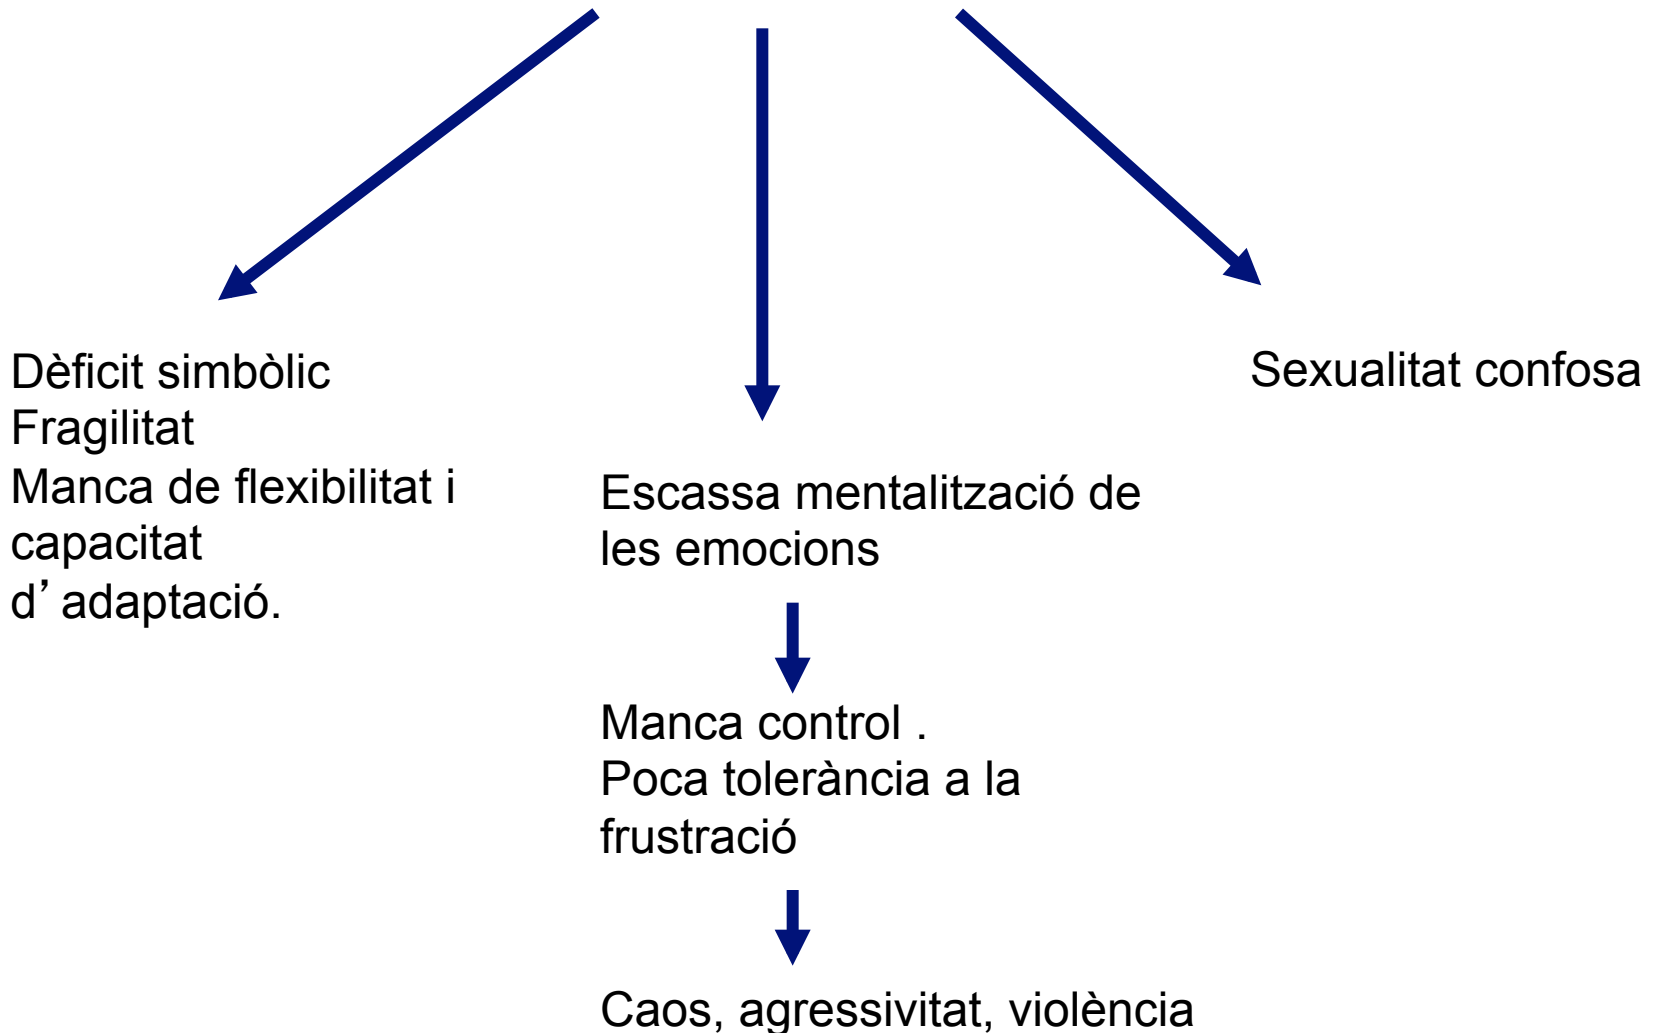 Dèficit simbòlic
Fragilitat
Manca de flexibilitat i
capacitat
d’ adaptació.
Escassa mentalització de
les emocions
Manca control .
Poca tolerància a la
frustració
Caos, agressivitat, violència
Sexualitat confosa